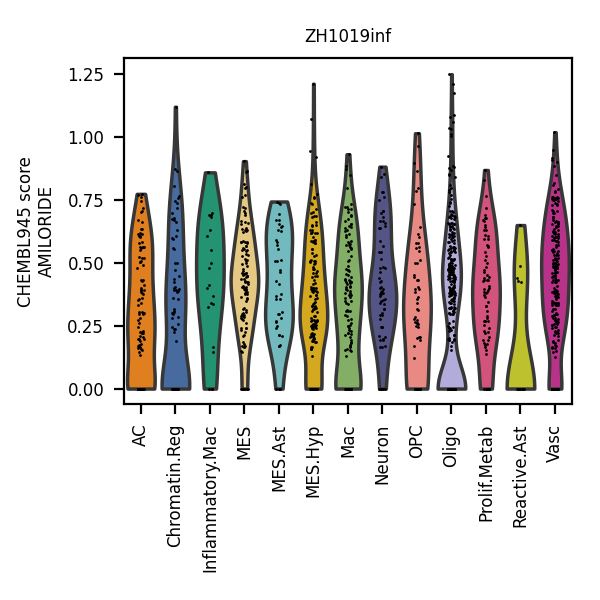 ZH1019inf
CHEMBL945 score
AMILORIDE
1.25
1.00
0.75
0.50
0.25
0.00
AC
Chromatin.Reg
Inflammatory.Mac
MES
MES.Ast
MES.Hyp
Mac
Neuron
OPC
Oligo
Prolif.Metab
Reactive.Ast
Vasc